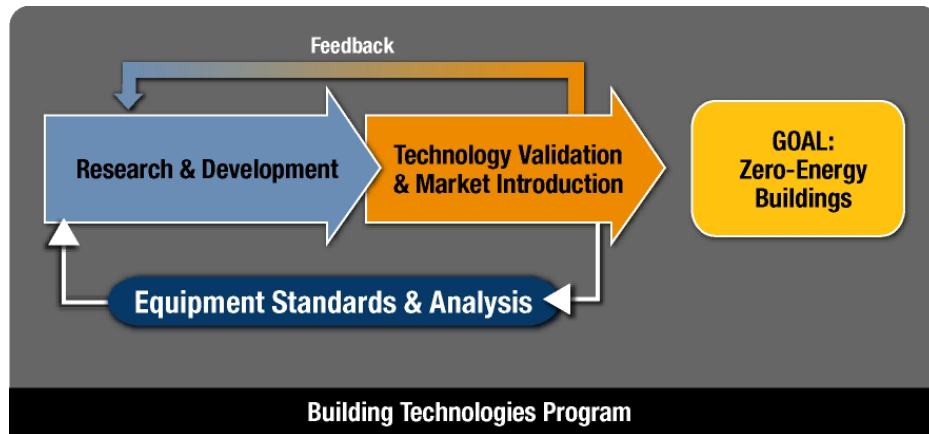 Feedback
Research & Development
Technology Validation
& Market Introduction
GOAL:
Zero-Energy
Buildings
Equipment Standards & Analysis
Building Technologies Program